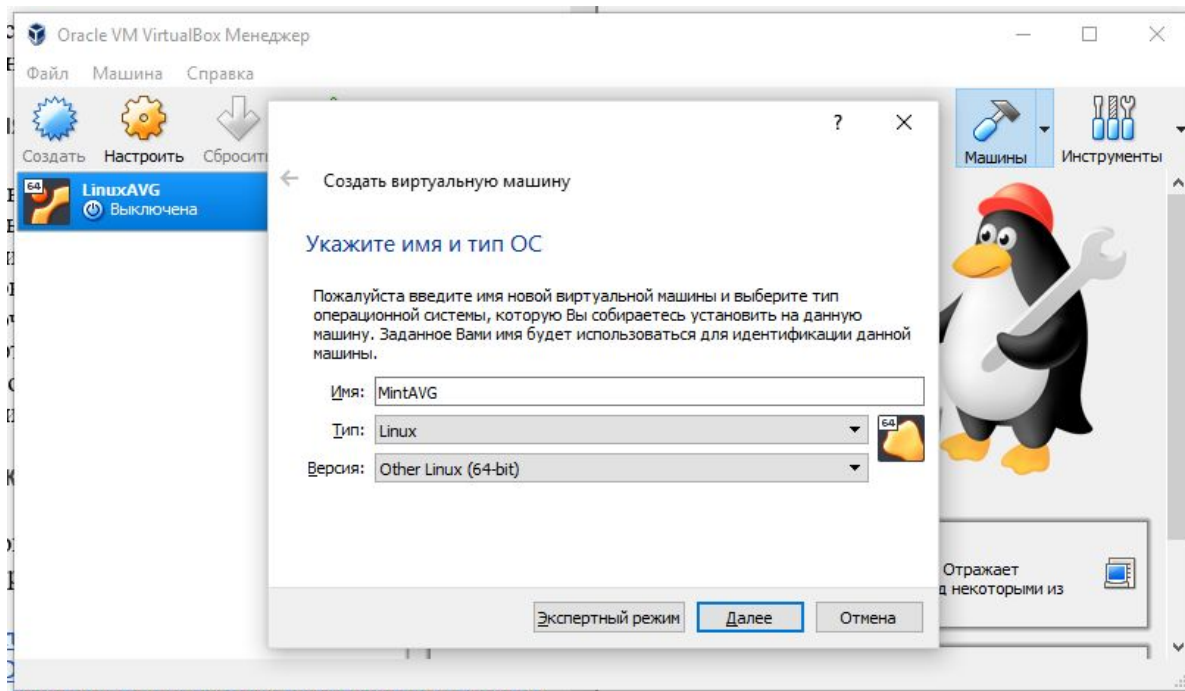 Oracle VM VirtualBox Менеджер
Файл Машина Справка
Создать Настроить Сбросить
Машины Инструменты
64 LinuxAVG
Выключена
?
Создать виртуальную машину
Укажите имя и тип ОС
Пожалуйста введите имя новой виртуальной машины и выберите тип
операционной системы, которую Вы собираетесь установить на данную
машину. Заданное Вами имя будет использоваться для идентификации данной
машины.
Имя: MintAVG
Тип: Linux
64
Версия: Other Linux (64-bit)
Экспертный режим Далее Отмена
Отражает
некоторыми из